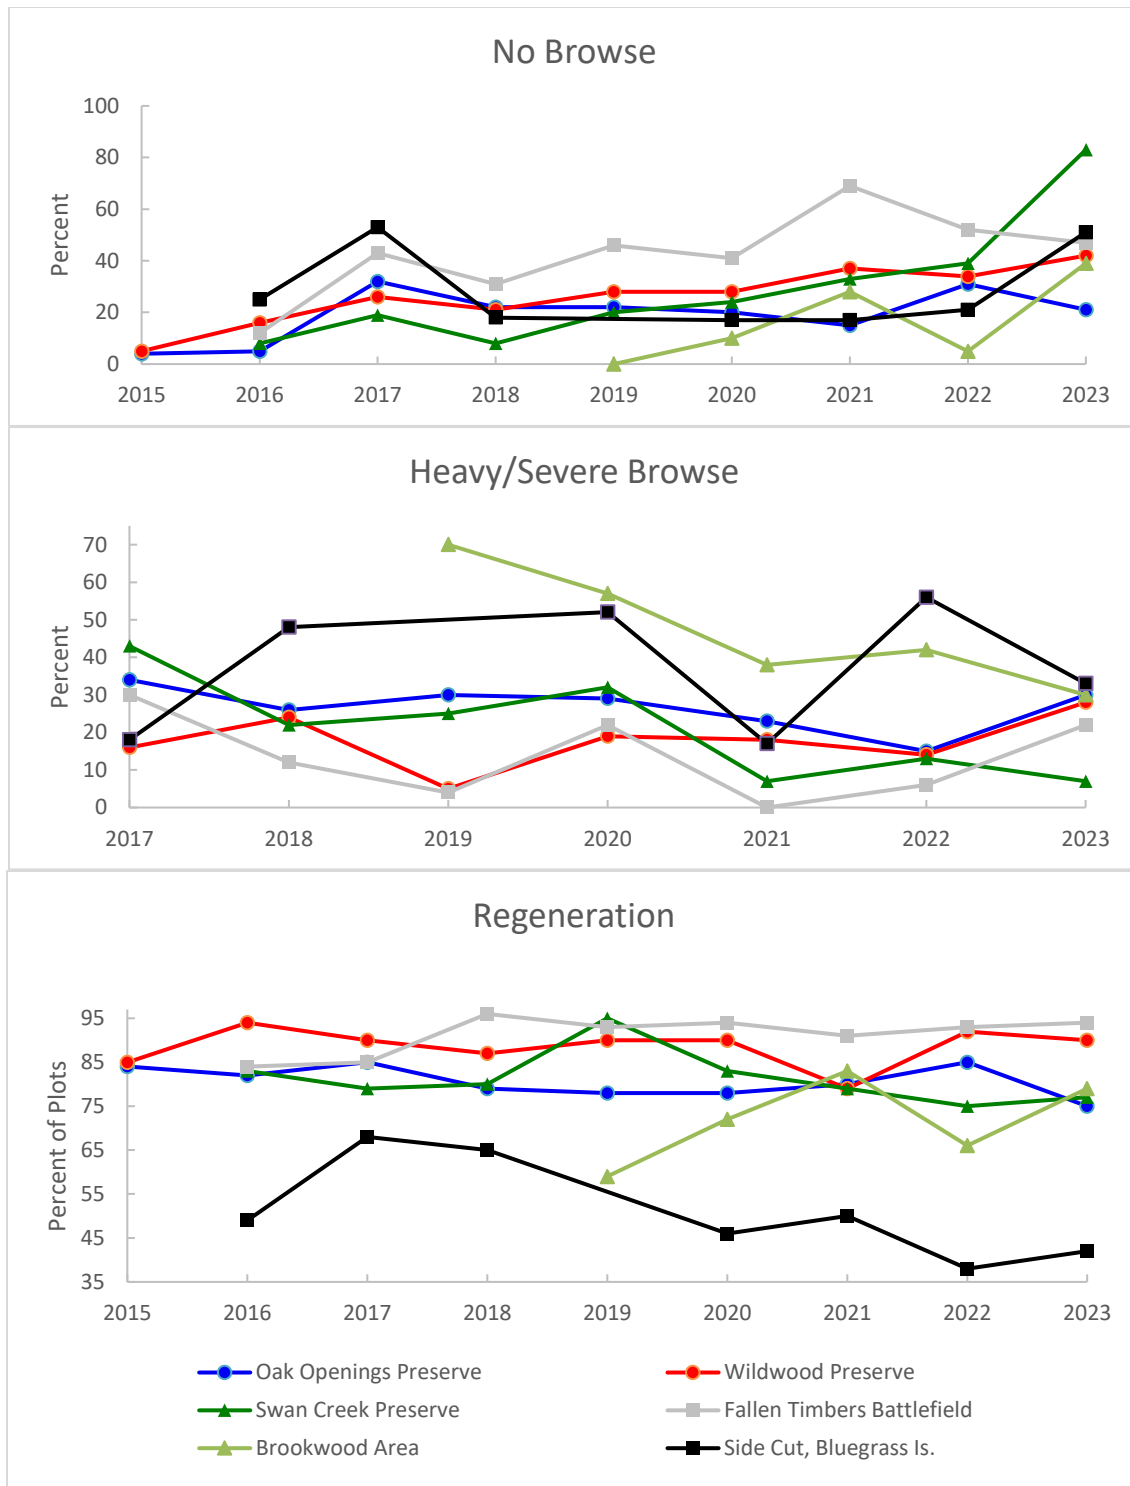 No Browse
100
80
60
40
20
0
Percent
2015 2016 2017 2018 2019 2020 2021 2022 2023
Heavy/Severe Browse
70
60
50
40
30
20
10
0
Percent
2017 2018 2019 2020 2021 2022 2023
Regeneration
95
85
75
65
55
45
35
Percent of Plots
2015 2016 2017 2018 2019 2020 2021 2022 2023
Oak Openings Preserve Wildwood Preserve
Swan Creek Preserve Fallen Timbers Battlefield
Brookwood Area Side Cut, Bluegrass Is.